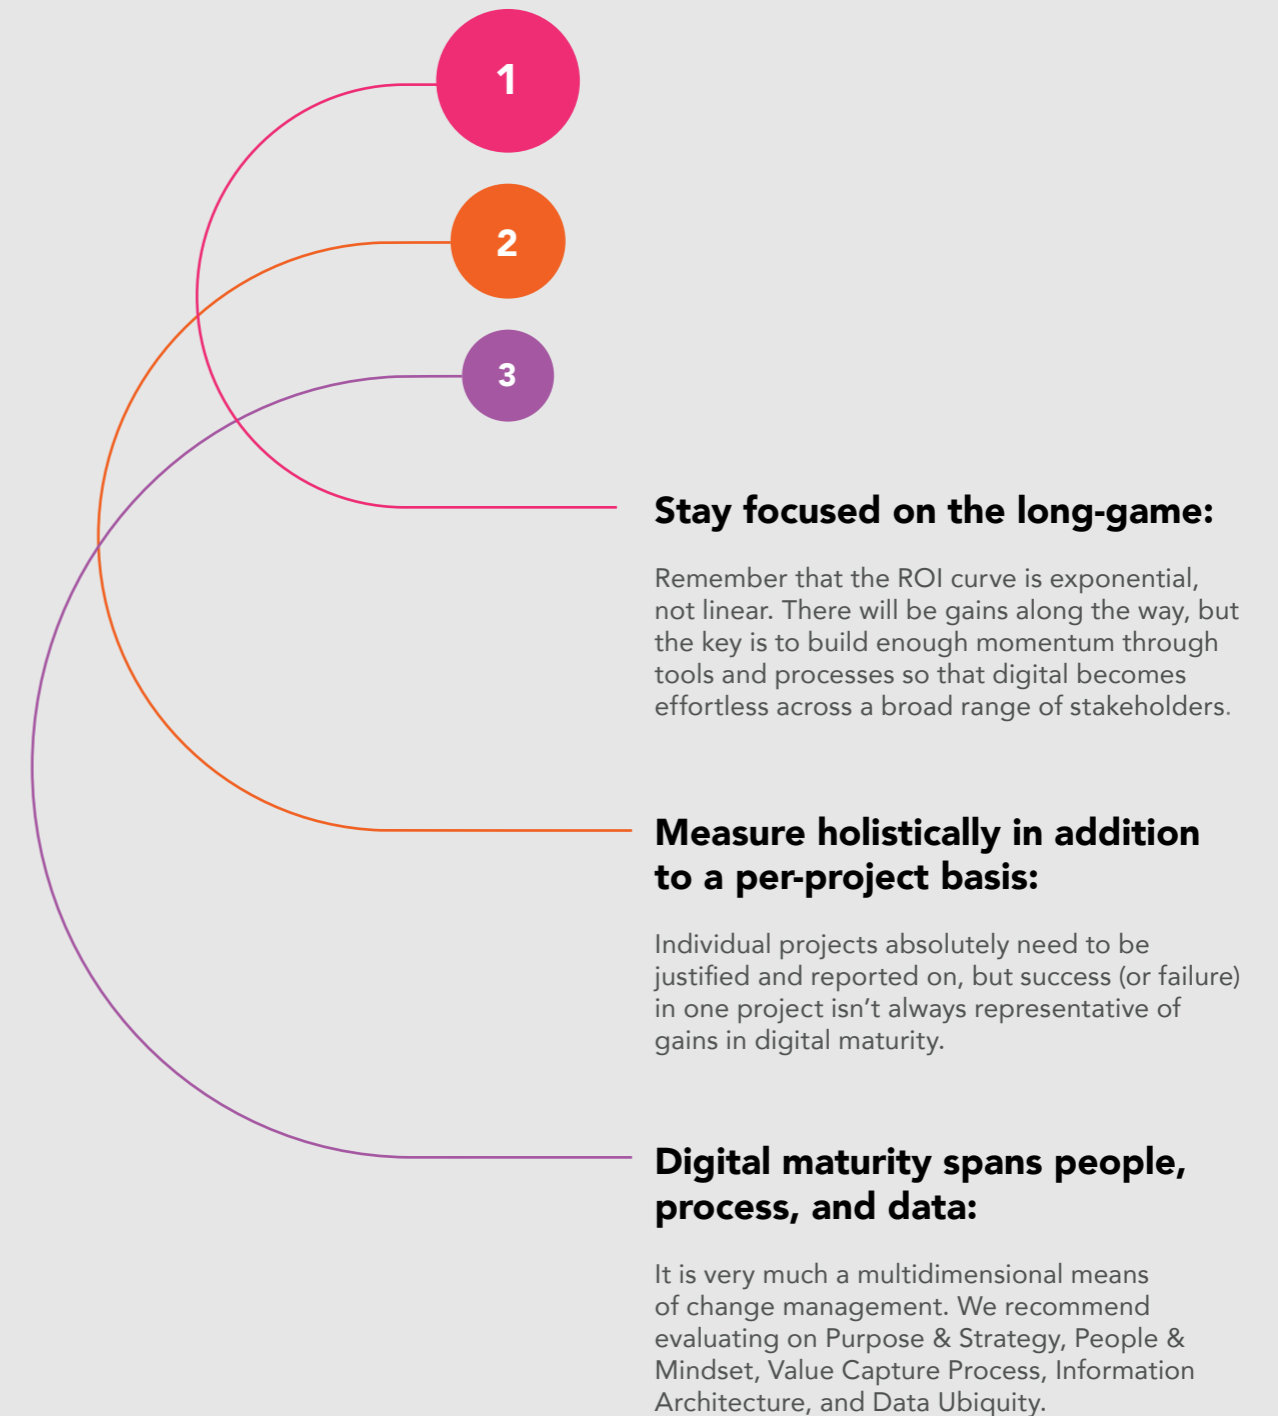 1
2
3
Stay focused on the long-game:
Remember that the ROI curve is exponential,
not linear. There will be gains along the way, but
the key is to build enough momentum through
tools and processes so that digital becomes
effortless across a broad range of stakeholders.
Measure holistically in addition
to a per-project basis:
Individual projects absolutely need to be
justified and reported on, but success (or failure)
in one project isn’t always representative of
gains in digital maturity.
Digital maturity spans people,
process, and data:
It is very much a multidimensional means
of change management. We recommend
evaluating on Purpose & Strategy, People &
Mindset, Value Capture Process, Information
Architecture, and Data Ubiquity.